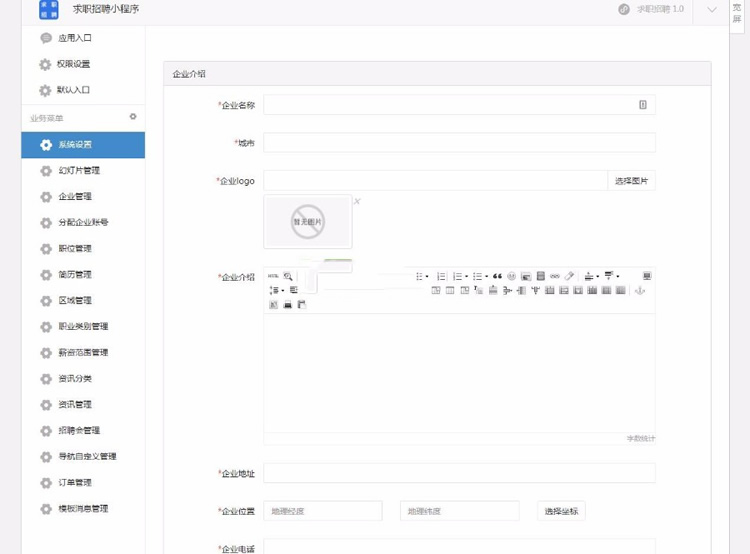 求职招聘
求职招聘小程序
求职招聘 1.0
宽屏
应用入口
权限设置
默认入口
业务菜单
系统设置
幻灯片管理
企业管理
分配企业账号
职位管理
简历管理
区域管理
职业类别管理
薪资范围管理
资讯分类
资讯管理
招聘会管理
导航自定义管理
订单管理
模板消息管理
企业介绍
*企业名称
*城市
*企业logo
选择图片
暂无图片
x
*企业介绍
HTML
字数统计
*企业地址
*企业位置
地理经度
地理纬度
选择坐标
*企业电话